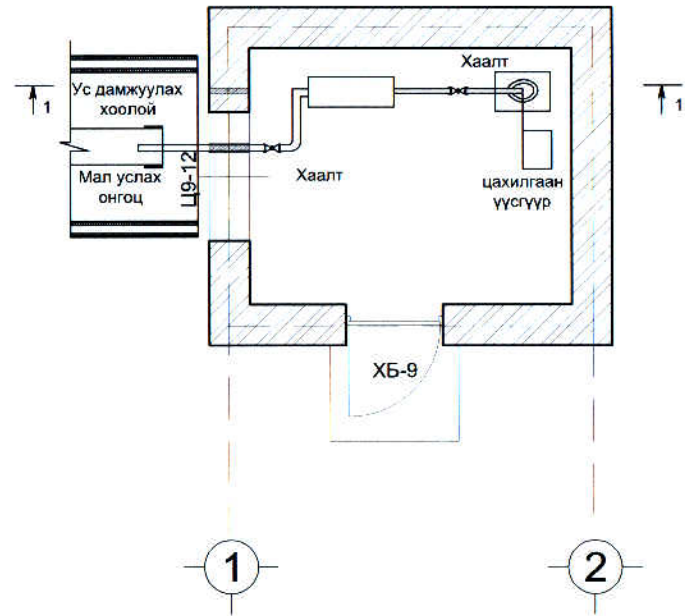 Хаалт
1
Ус дамжуулах
хоолой
1
Мал услах
онгоц
Ц9-12
Хаалт
цахилгаан
үүсгүүр
ХБ-9
1
2